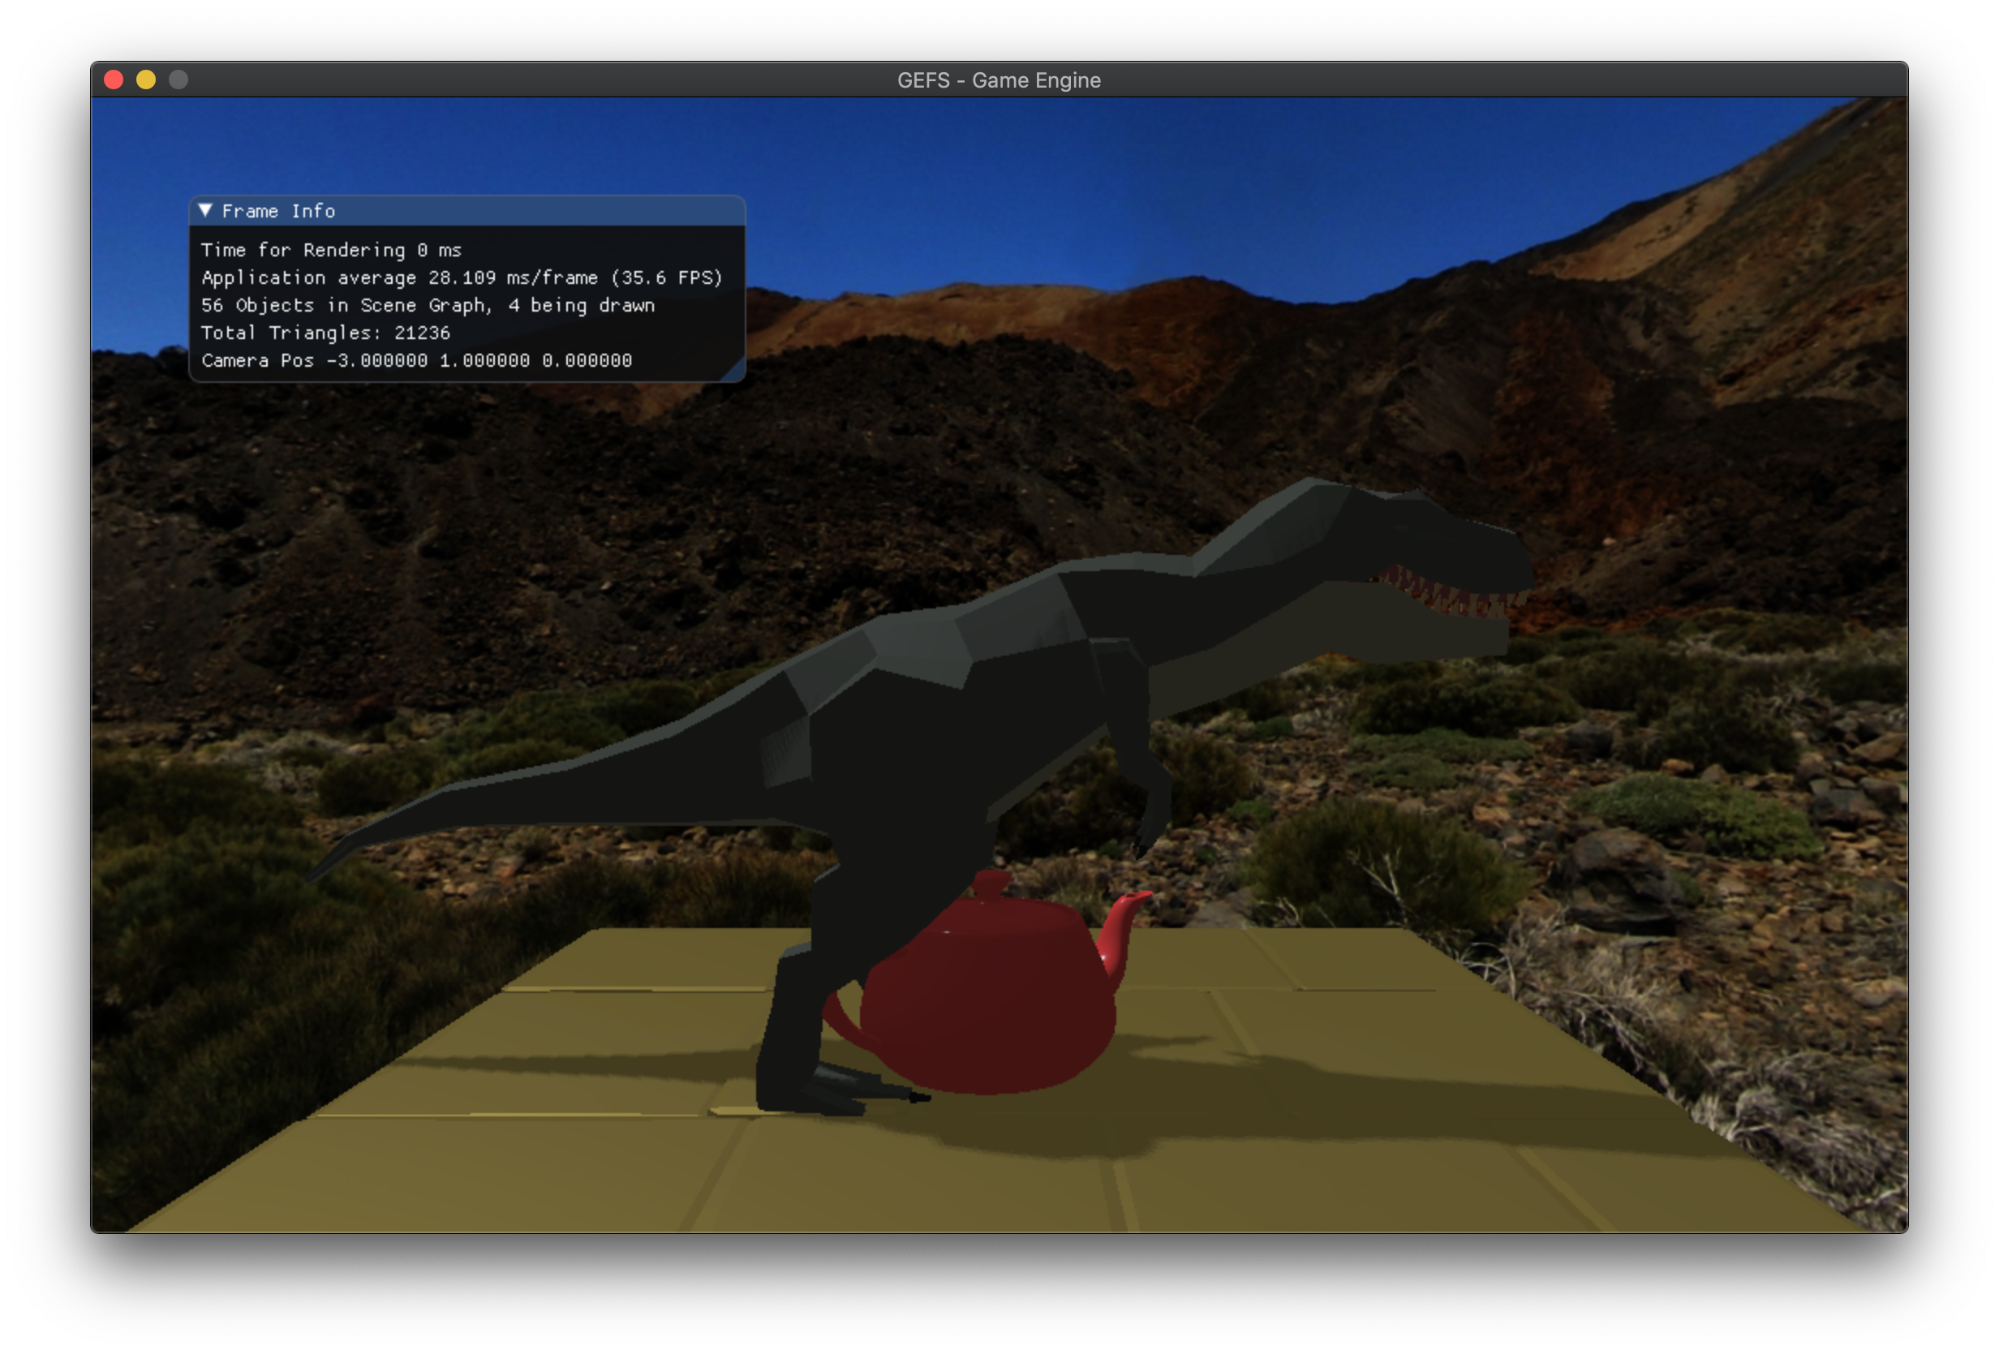 GEFS - Game Engine
Frame Info
Time for Rendering 0 ms
Application average 28.109 ms/frame (35.6 FPS)
56 Objects in Scene Graph, 4 being drawn
Total Triangles: 21236
Camera Pos -3.000000 1.000000 0.000000